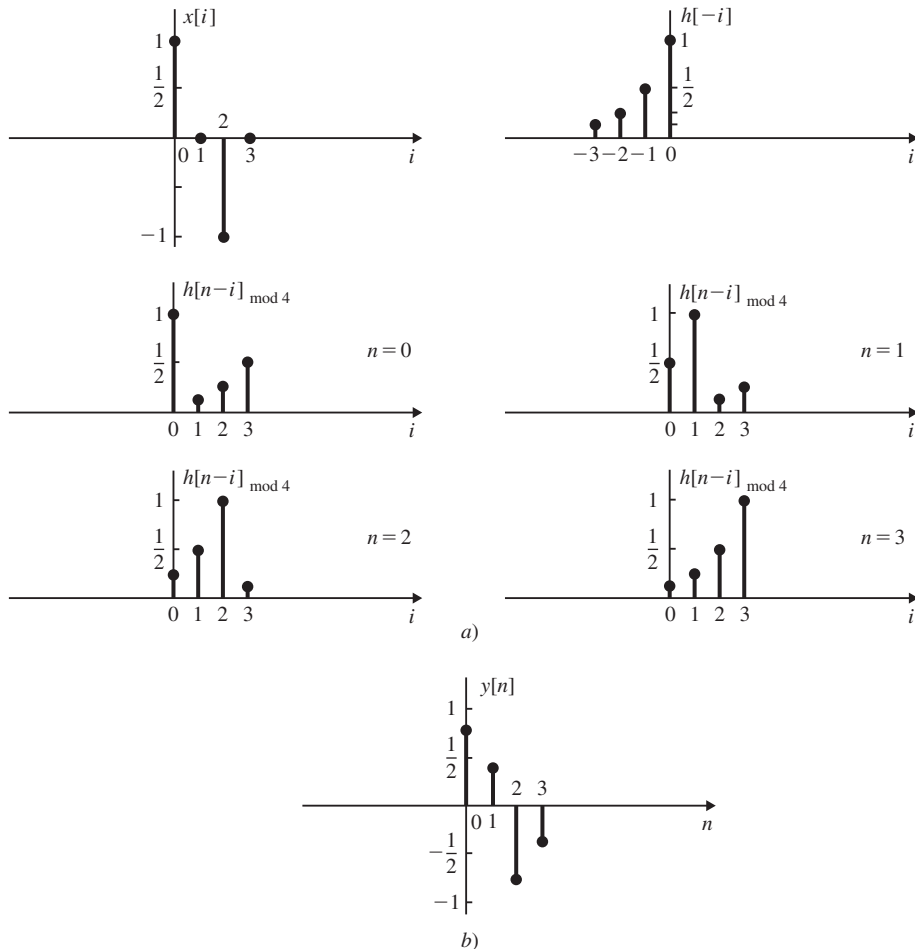 x[i]
1
1/2
2
0 1 3 i
−1
h[−i]
1
1/2
−3 −2 −1 0 i
h[n−i] mod 4
1
1/2
n=0
0 1 2 3 i
h[n−i] mod 4
1
1/2
n=1
0 1 2 3 i
h[n−i] mod 4
1
1/2
n=2
0 1 2 3 i
h[n−i] mod 4
1
1/2
n=3
0 1 2 3 i
a)
y[n]
1
1/2
2 3
0 1 n
−1/2
−1
b)